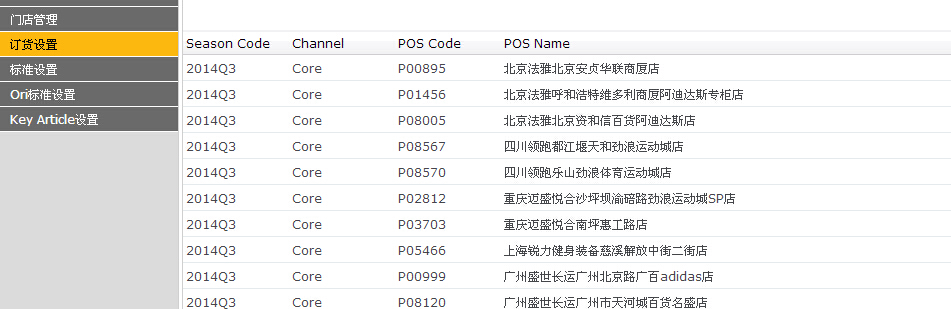 门店管理
订货设置
标准设置
Ori标准设置
Key Article设置
Season Code Channel POS Code POS Name
2014Q3 Core P00895 北京法雅北京安贞华联商厦店
2014Q3 Core P01456 北京法雅呼和浩特维多利商厦阿迪达斯专柜店
2014Q3 Core P08005 北京法雅北京资和信百货阿迪达斯店
2014Q3 Core P08567 四川领跑都江堰天和劲浪运动城店
2014Q3 Core P08570 四川领跑乐山劲浪体育运动城店
2014Q3 Core P02812 重庆迈盛悦合沙坪坝渝碚路劲浪运动城SP店
2014Q3 Core P03703 重庆迈盛悦合南坪惠工路店
2014Q3 Core P05466 上海锐力健身装备慈溪解放中街二街店
2014Q3 Core P00999 广州盛世长运广州北京路广百adidas店
2014Q3 Core P08120 广州盛世长运广州市天河城百货名盛店